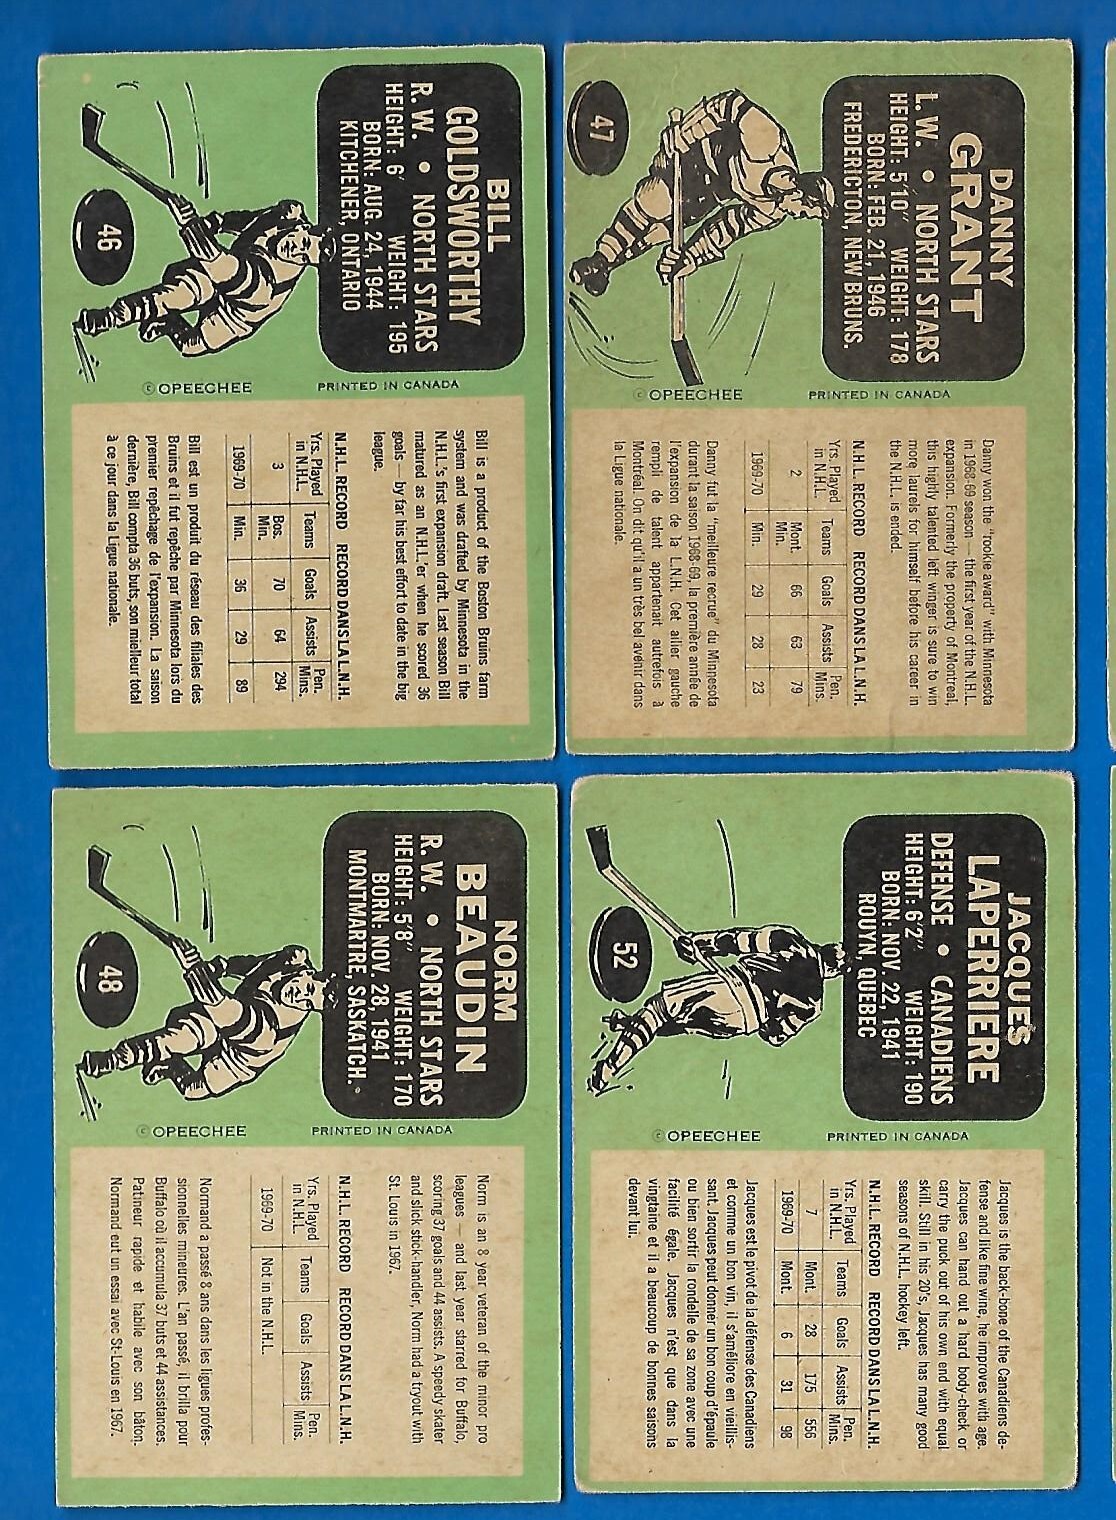 BILL
GOLDSWORTHY
R. W. • NORTH STARS
HEIGHT: 6' WEIGHT: 195
BORN: AUG. 24, 1944
KITCHENER, ONTARIO
46
© OPEECHEE PRINTED IN CANADA
Bill is a product of the Boston Bruins farm
system and was drafted by Minnesota in the
N.H.L.'s first expansion draft. Last season Bill
matured as an N.H.L.'er when he scored 36
goals — by far his best effort to date in the big
league.
N.H.L. RECORD RECORD DANS LA L.N.H.
Yrs. Played in N.H.L. Teams Goals Assists Pen. Mins.
3 Bos. Min. 70 64 294
1969-70 Min. 36 29 89
Bill est un produit du réseau des filiales des
Bruins et il fut repêche par Minnesota lors du
premier repêchage de l'expansion. La saison
dernière, Bill compta 36 buts, son mielleur total
à ce jour dans la Ligue nationale.
DANNY
GRANT
L. W. • NORTH STARS
HEIGHT: 5'10" WEIGHT: 178
BORN: FEB. 21, 1946
FREDERICTON, NEW BRUNS.
47
© OPEECHEE PRINTED IN CANADA
Danny won the "rookie award" with Minnesota
in 1968-69 season — the first year of the N.H.L.
expansion. Formerly the property of Montreal,
this highly talented left winger is sure to win
more laurels for himself before his career in
the N.H.L. is ended.
N.H.L. RECORD RECORD DANS LA L.N.H.
Yrs. Played in N.H.L. Teams Goals Assists Pen. Mins.
2 Mont. Min. 66 63 79
1969-70 Min. 29 28 23
Danny fut la "meilleure recrue" du Minnesota
durant la saison 1968-69, la première année de
l'expansion de la L.N.H. Cet ailier gauche
rempli de talent appartenait autrefois à
Montréal. On dit qu'il a un très bel avenir dans
la Ligue nationale.
NORM
BEAUDIN
R. W. • NORTH STARS
HEIGHT: 5'8" WEIGHT: 170
BORN: NOV. 28, 1941
MONTMARTRE, SASKATCH.
48
© OPEECHEE PRINTED IN CANADA
Norm is an 8 year veteran of the minor pro
leagues — and last year starred for Buffalo,
scoring 37 goals and 44 assists. A speedy skater
and slick stick-handler, Norm had a tryout with
St. Louis in 1967.
N.H.L. RECORD RECORD DANS LA L.N.H.
Yrs. Played in N.H.L. Teams Goals Assists Pen. Mins.
1969-70 Not in the N.H.L.
Normand a passé 8 ans dans les ligues profes-
sionnelles mineures. L'an passé, il brilla pour
Buffalo où il accumula 37 buts et 44 assistances.
Patineur rapide et habile avec son bâton,
Normand eut un essai avec St-Louis en 1967.
JACQUES
LAPERRIERE
DEFENSE • CANADIENS
HEIGHT: 6'2" WEIGHT: 190
BORN: NOV. 22, 1941
ROUYN, QUEBEC
52
© OPEECHEE PRINTED IN CANADA
Jacques is the back-bone of the Canadiens de-
fense and like fine wine, he improves with age.
Jacques can hand out a hard body-check or
carry the puck out of his own end with equal
skill. Still in his 20's, Jacques has many good
seasons of N.H.L. hockey left.
N.H.L. RECORD RECORD DANS LA L.N.H.
Yrs. Played in N.H.L. Teams Goals Assists Pen. Mins.
7 Mont. 28 175 556
1969-70 Mont. 6 31 98
Jacques est le pivot de la défense des Canadiens
et comme un bon vin, il s'améliore en vieillis-
sant. Jacques peut donner un bon coup d'épaule
ou bien sortir la rondelle de sa zone avec une
facilité égale. Jacques n'est que dans la
vingtaine et il a beaucoup de bonnes saisons
devant lui.